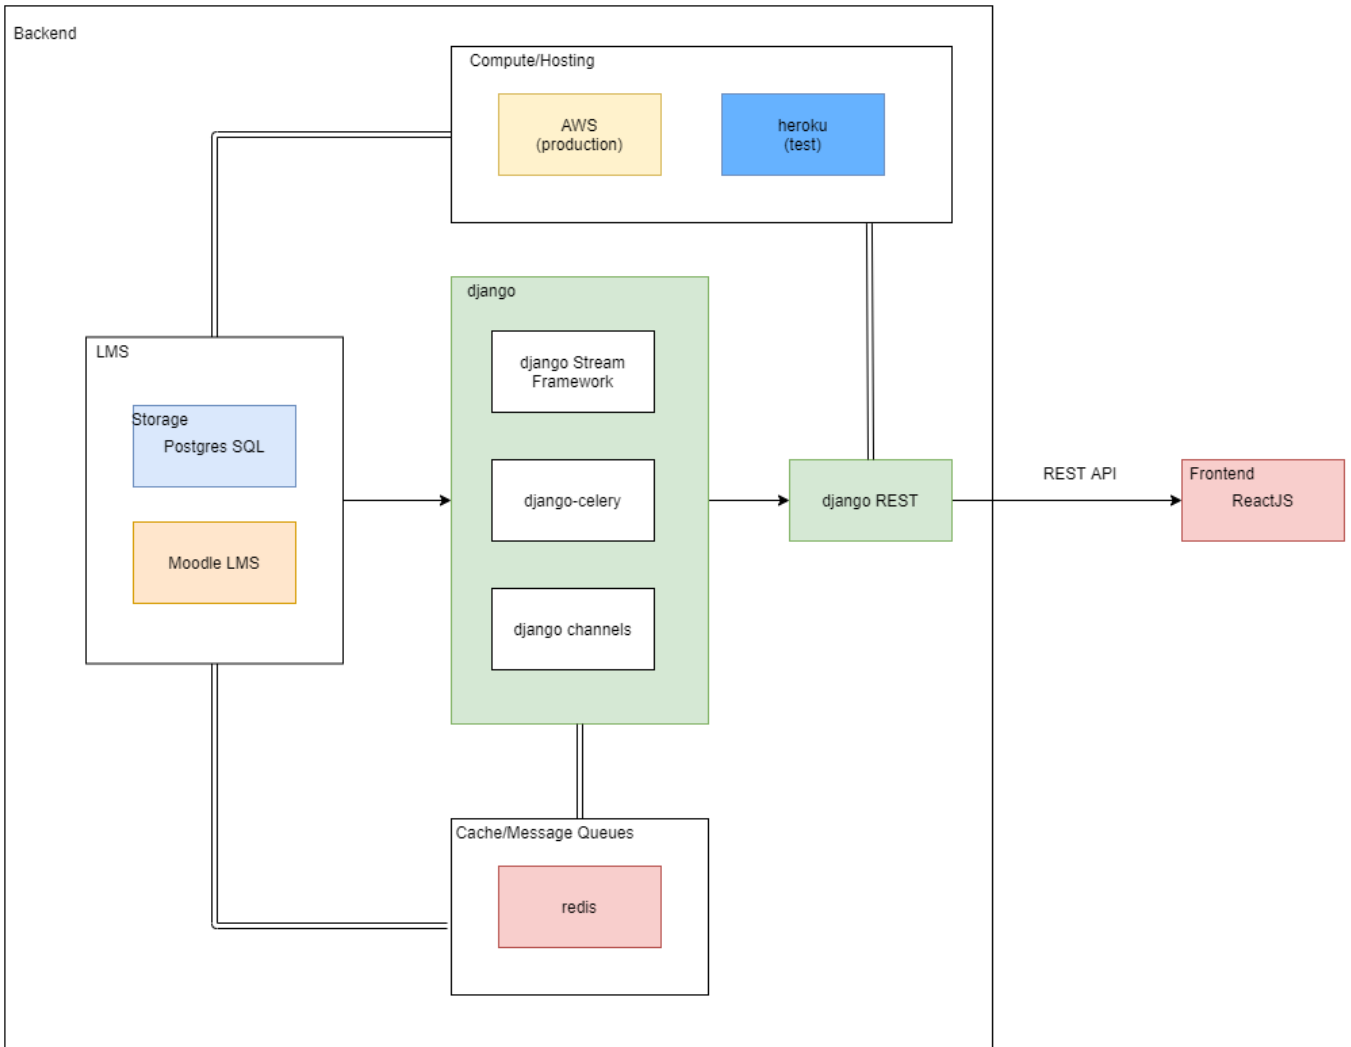 Backend
Compute/Hosting
AWS
(production)
heroku
(test)
django
LMS
django Stream
Framework
Storage
Postgres SQL
REST API
Frontend
django-celery
django REST
ReactJS
Moodle LMS
django channels
Cache/Message Queues
redis